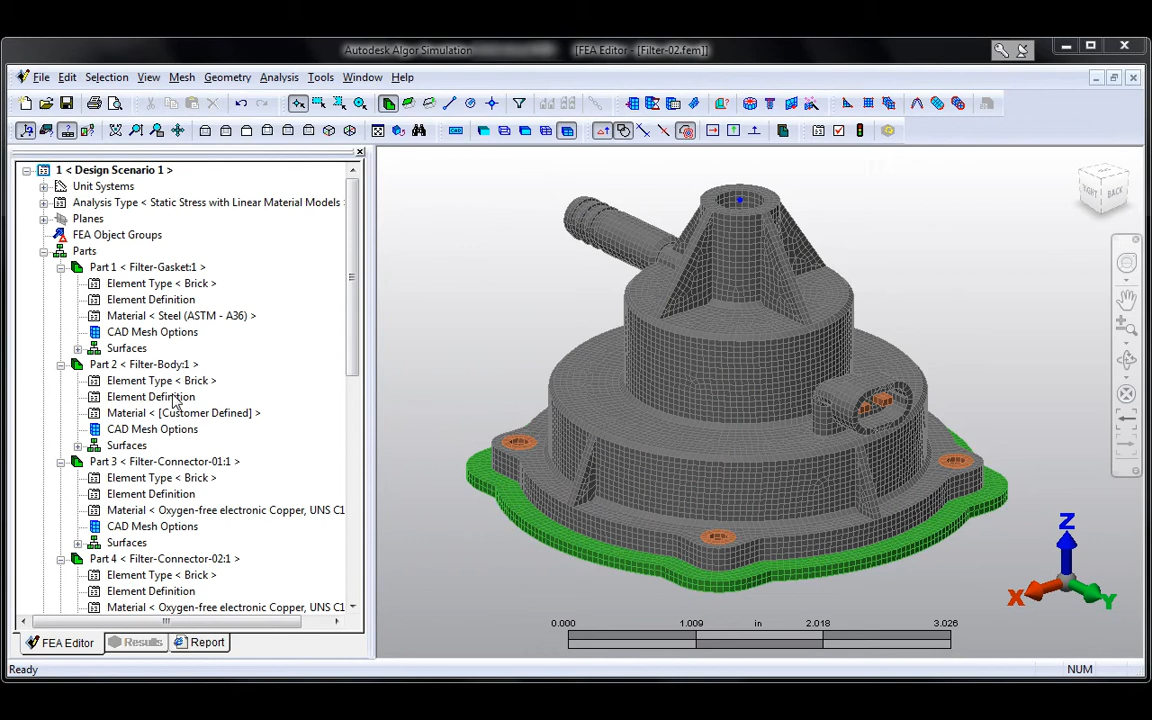 Autodesk Algor Simulation
[FEA Editor - [Filter-02.fem]]
File Edit Selection View Mesh Geometry Analysis Tools Window Help
1 < Design Scenario 1 >
Unit Systems
Analysis Type < Static Stress with Linear Material Models
Planes
FEA Object Groups
Parts
Part 1 < Filter-Gasket:1 >
Element Type < Brick >
Element Definition
Material < Steel (ASTM - A36) >
CAD Mesh Options
Surfaces
Part 2 < Filter-Body:1 >
Element Type < Brick >
Element Definition
Material < [Customer Defined] >
CAD Mesh Options
Surfaces
Part 3 < Filter-Connector-01:1 >
Element Type < Brick >
Element Definition
Material < Oxygen-free electronic Copper, UNS C1
CAD Mesh Options
Surfaces
Part 4 < Filter-Connector-02:1 >
Element Type < Brick >
Element Definition
Material < Oxygen-free electronic Copper, UNS C1
FEA Editor Results Report
Ready
RIGHT BACK
Z
X
Y
0.000 1.009 in 2.018 3.026
NUM